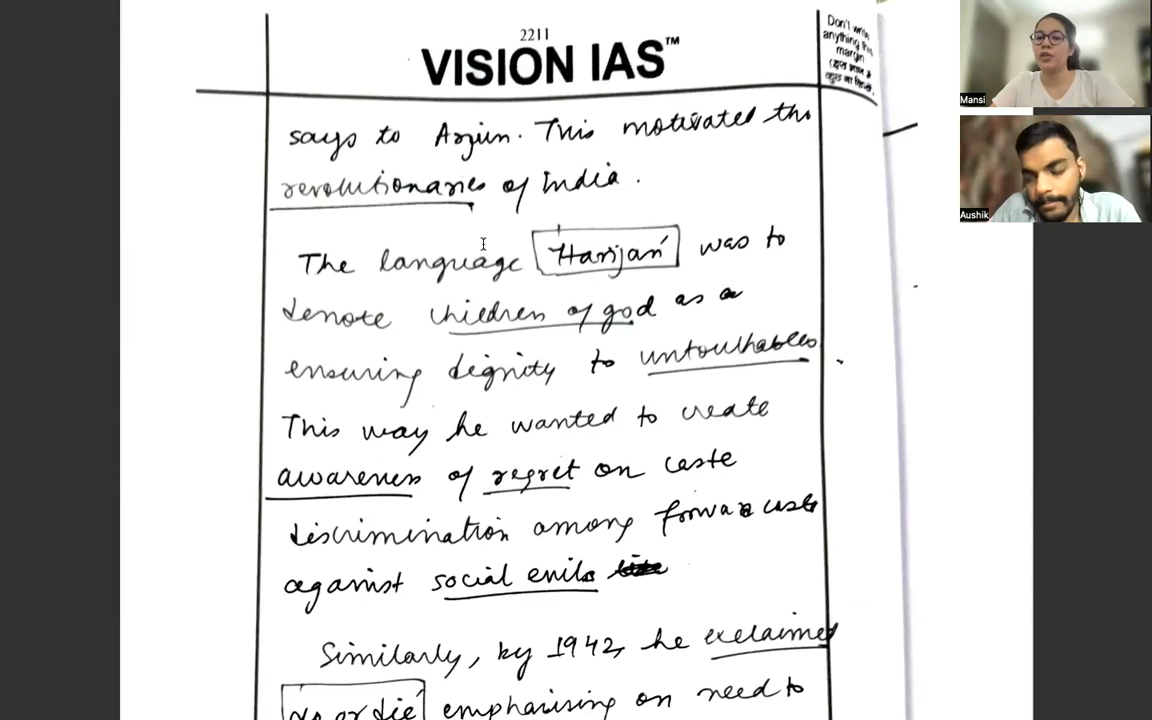 2211
VISION IAS™
Don't write
anything this
margin
says to Arjun. This motivated the
revolutionaries of India.
The language 'Harijan' was to
denote children of god as a
ensuring dignity to untouchables
This way he wanted to create
awareness of regret on caste
discrimination among forward caste
against social evils
Similarly, by 1942, he exclaimed
do or die emphasising on need to
Mansi
Aushik